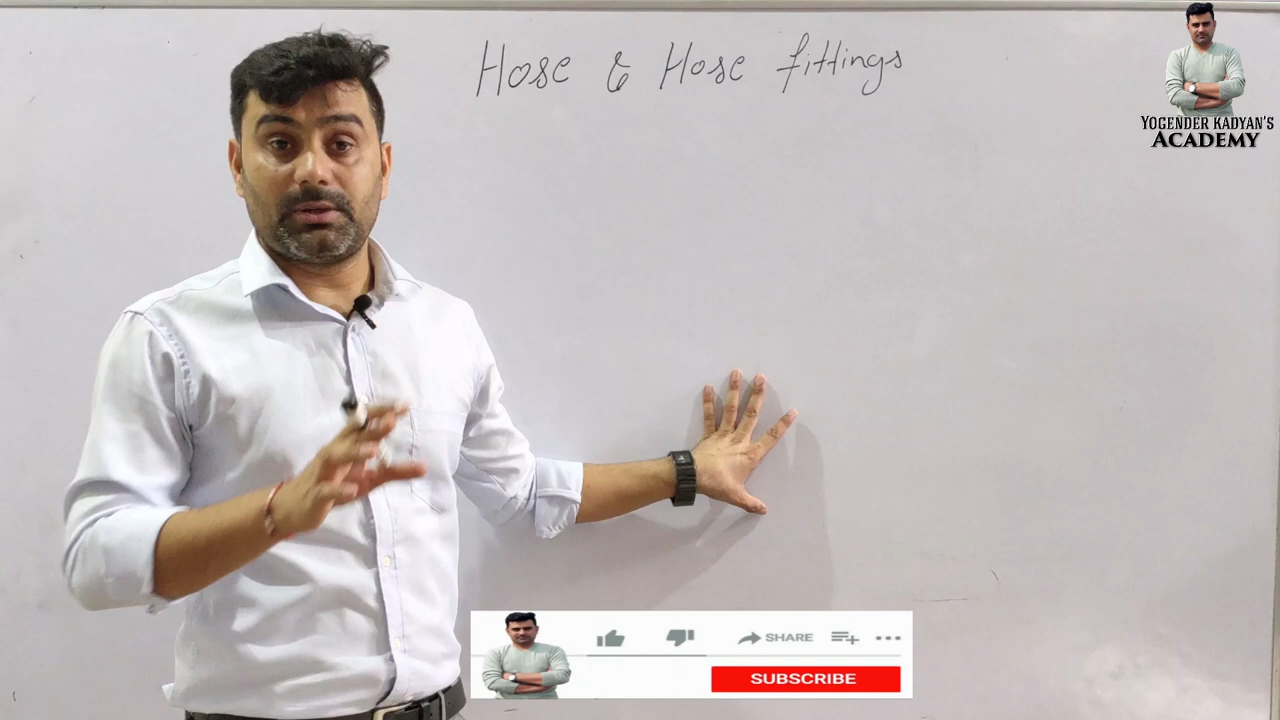 Hose & Hose fittings
YOGENDER KADYAN'S
ACADEMY
SHARE
SUBSCRIBE